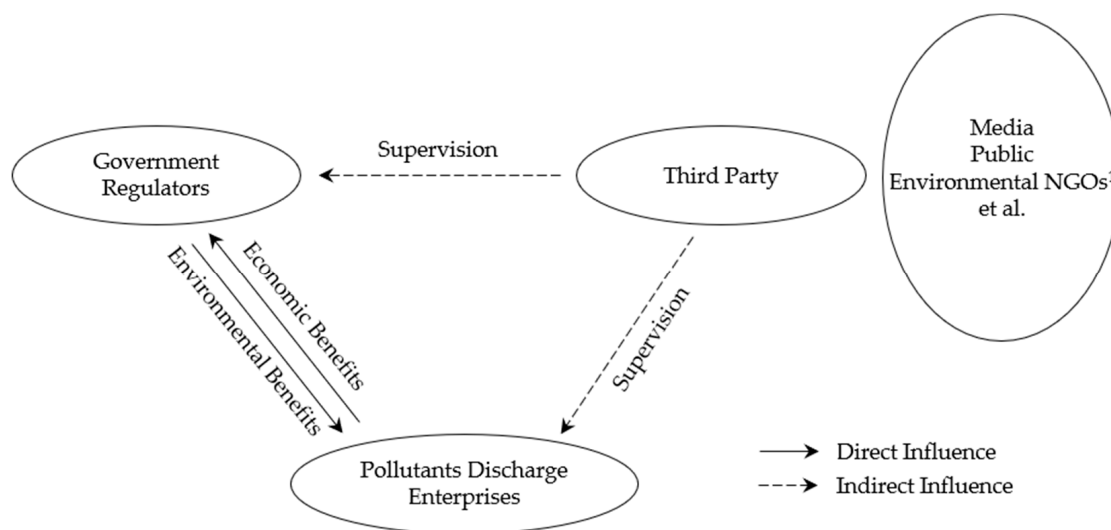 Government
Regulators
Supervision
Third Party
Media
Public
Environmental NGOs
et al.
Economic Benefits
Environmental Benefits
Supervision
Pollutants Discharge
Enterprises
Direct Influence
Indirect Influence